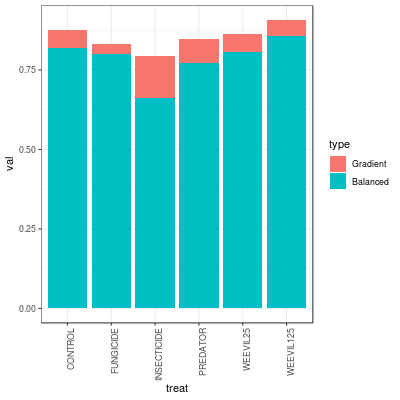 val
0.75
0.50
0.25
0.00
CONTROL
FUNGICIDE
INSECTICIDE
PREDATOR
WEEVIL25
WEEVIL125
treat
type
Gradient
Balanced